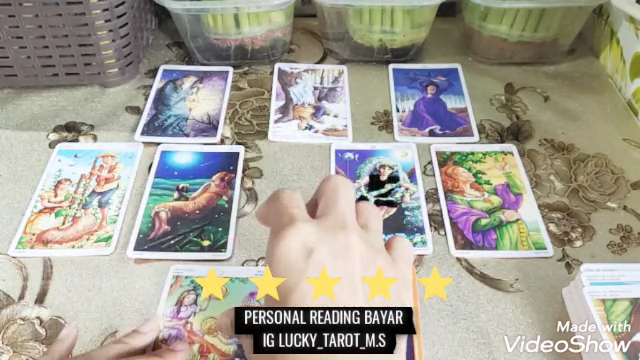 PERSONAL READING BAYAR
IG LUCKY_TAROT_M.S
Made with
VideoShow